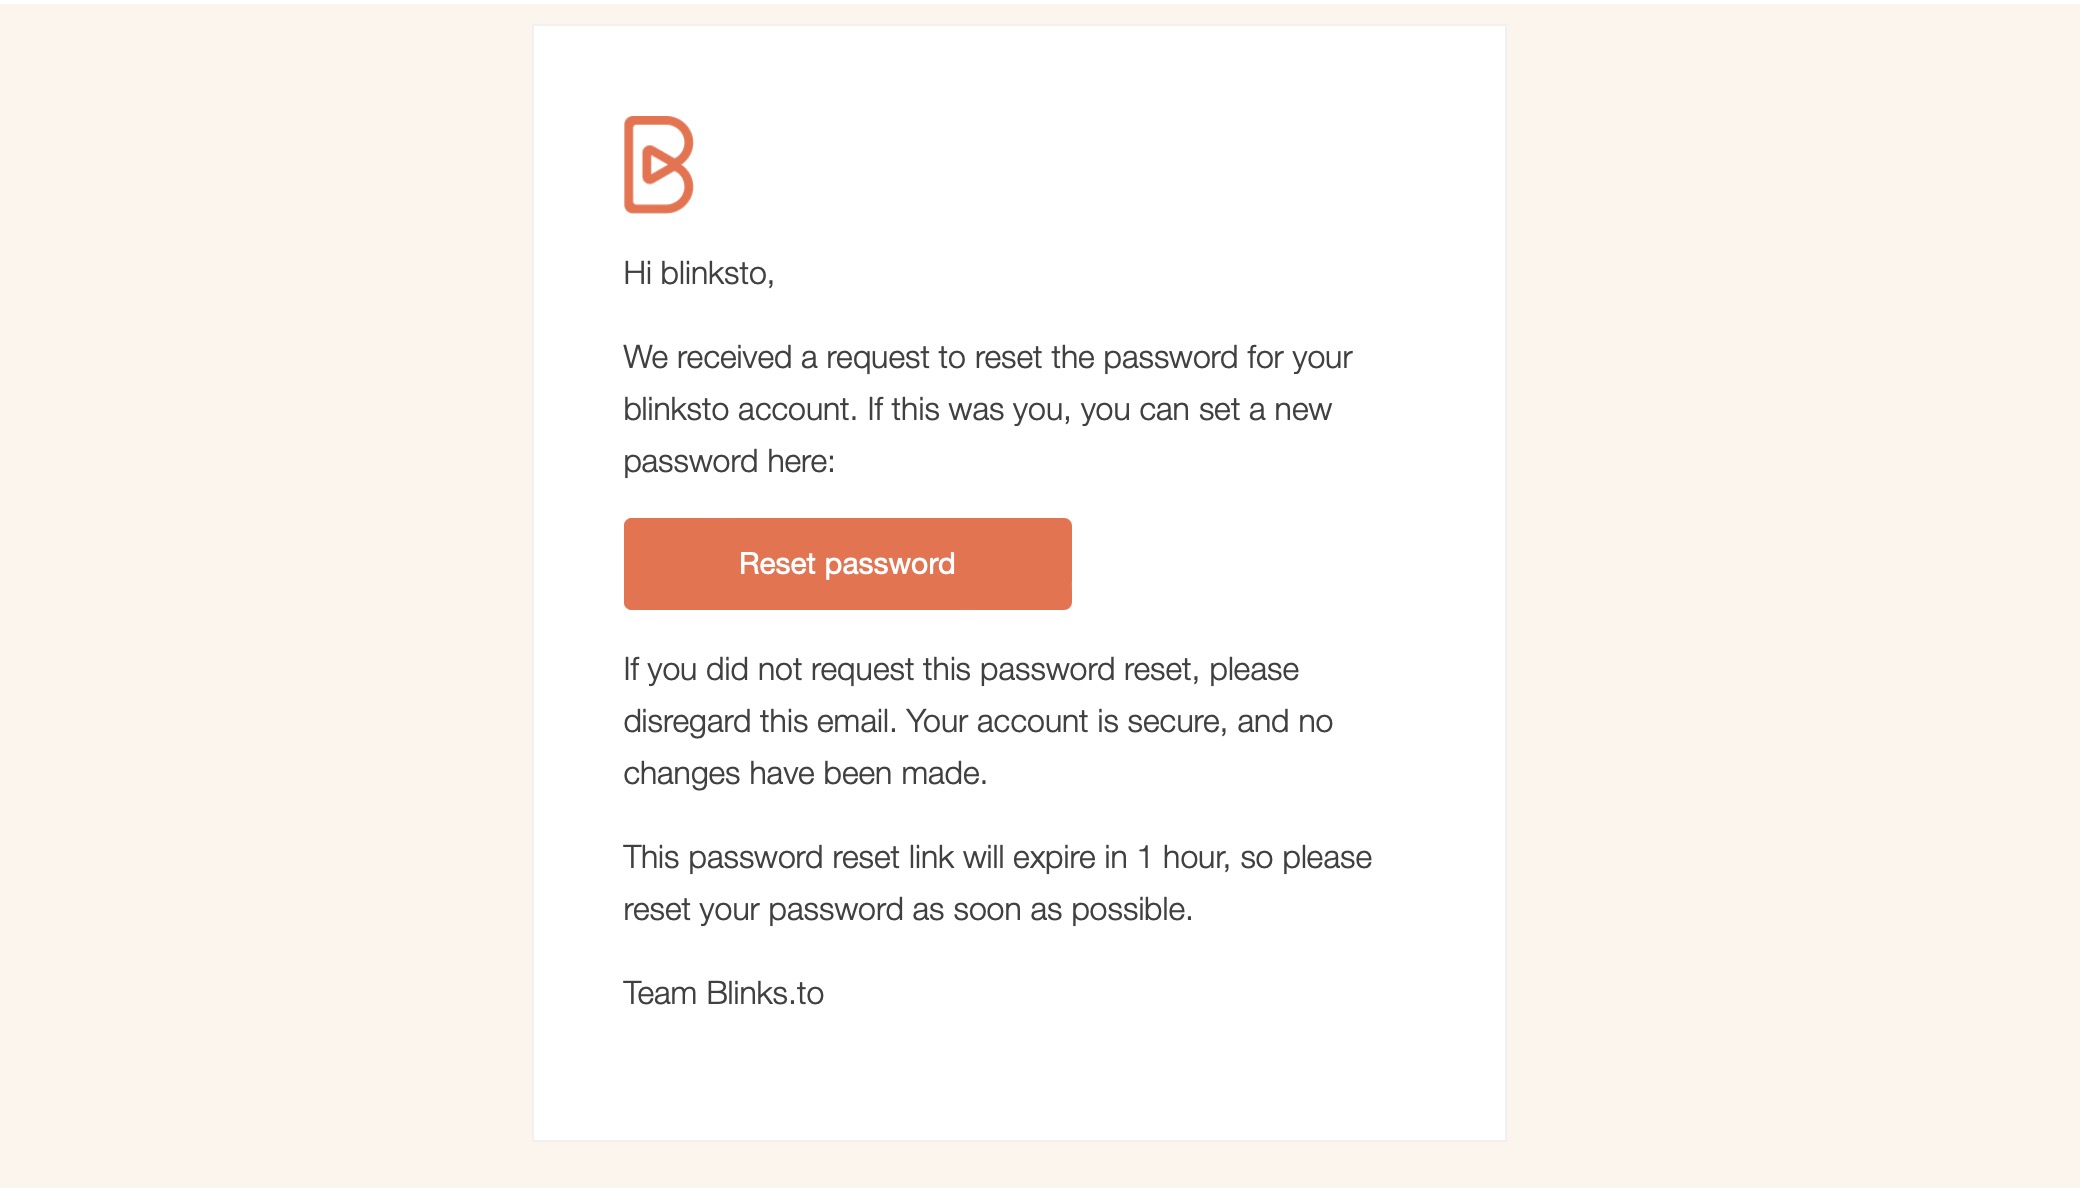 Hi blinksto,
We received a request to reset the password for your
blinksto account. If this was you, you can set a new
password here:
Reset password
If you did not request this password reset, please
disregard this email. Your account is secure, and no
changes have been made.
This password reset link will expire in 1 hour, so please
reset your password as soon as possible.
Team Blinks.to